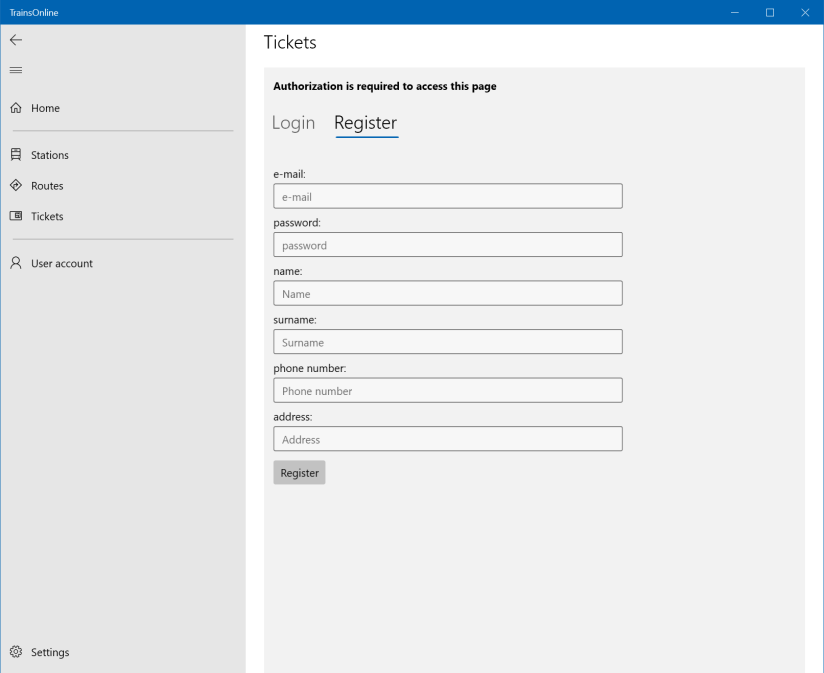 TrainsOnline
Tickets
Home
Stations
Routes
Tickets
User account
Settings
Authorization is required to access this page
Login Register
e-mail:
e-mail
password:
password
name:
Name
surname:
Surname
phone number:
Phone number
address:
Address
Register